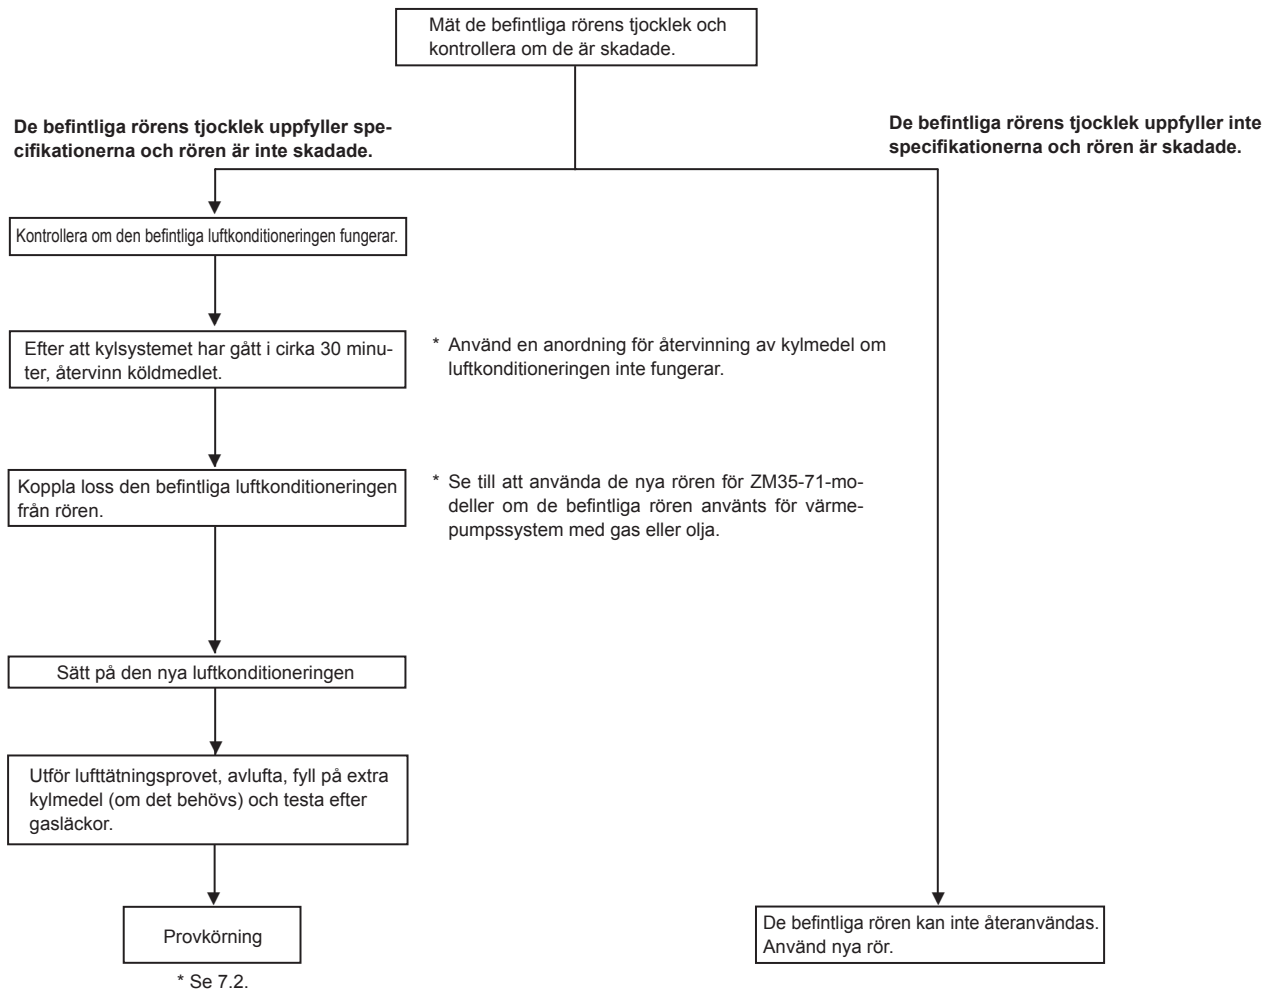 Mät de befintliga rörens tjocklek och
kontrollera om de är skadade.
De befintliga rörens tjocklek uppfyller spe-
cifikationerna och rören är inte skadade.
De befintliga rörens tjocklek uppfyller inte
specifikationerna och rören är skadade.
Kontrollera om den befintliga luftkonditioneringen fungerar.
Efter att kylsystemet har gått i cirka 30 minu-
ter, återvinn köldmedlet.
* Använd en anordning för återvinning av kylmedel om
luftkonditioneringen inte fungerar.
Koppla loss den befintliga luftkonditioneringen
från rören.
* Se till att använda de nya rören för ZM35-71-mo-
deller om de befintliga rören använts för värme-
pumpssystem med gas eller olja.
Sätt på den nya luftkonditioneringen
Utför lufttätningsprovet, avlufta, fyll på extra
kylmedel (om det behövs) och testa efter
gasläckor.
Provkörning
* Se 7.2.
De befintliga rören kan inte återanvändas.
Använd nya rör.